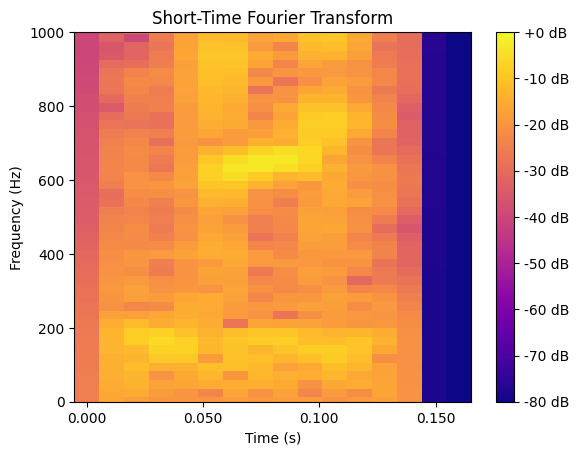 Short-Time Fourier Transform
1000
800
600
400
200
0
Frequency (Hz)
0.000
0.050
0.100
0.150
Time (s)
+0 dB
-10 dB
-20 dB
-30 dB
-40 dB
-50 dB
-60 dB
-70 dB
-80 dB